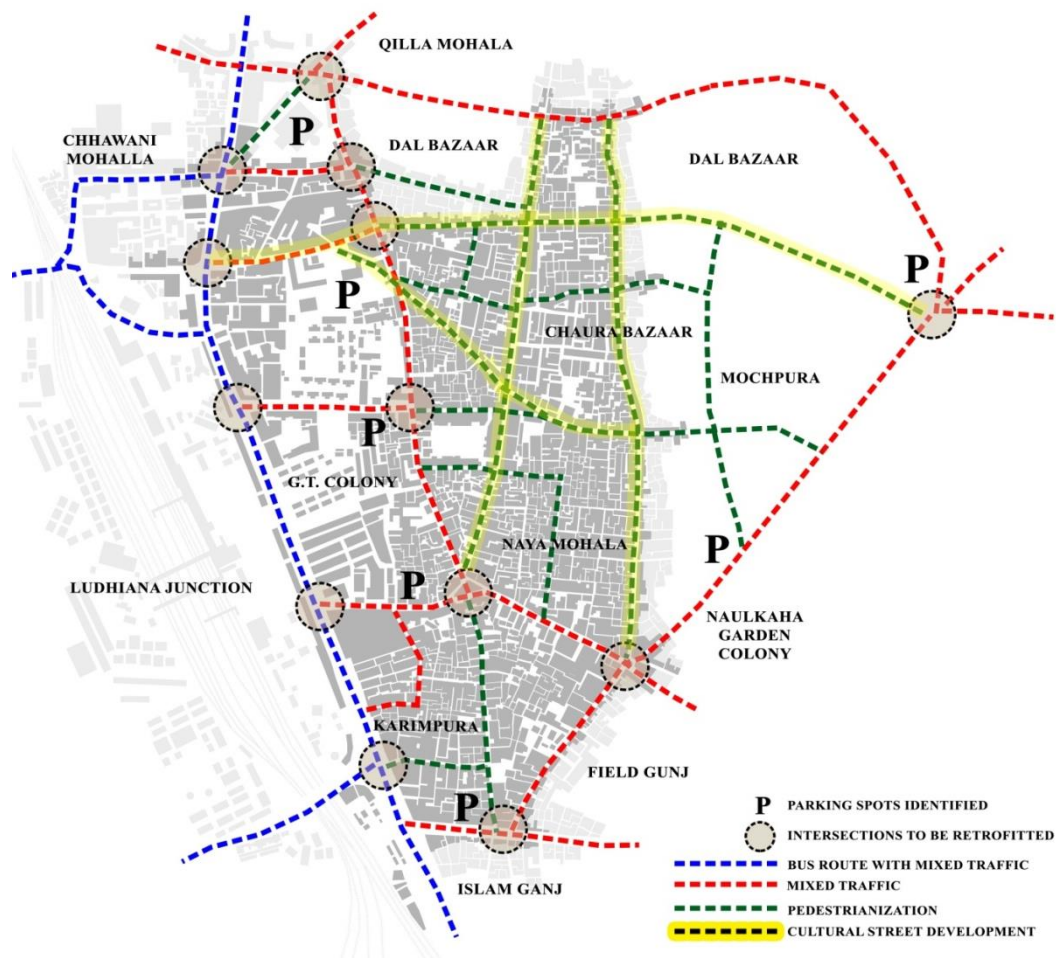 QILLA MOHALA
P
CHHAWANI
MOHALLA
DAL BAZAAR
DAL BAZAAR
P
P
CHAURA BAZAAR
MOCHPURA
P
G.T. COLONY
P
NAYA MOHALA
P
LUDHIANA JUNCTION
NAULKAHA
GARDEN
COLONY
KARIMPURA
FIELD GUNJ
P
ISLAM GANJ
P PARKING SPOTS IDENTIFIED
INTERSECTIONS TO BE RETROFITTED
BUS ROUTE WITH MIXED TRAFFIC
MIXED TRAFFIC
PEDESTRIANIZATION
CULTURAL STREET DEVELOPMENT